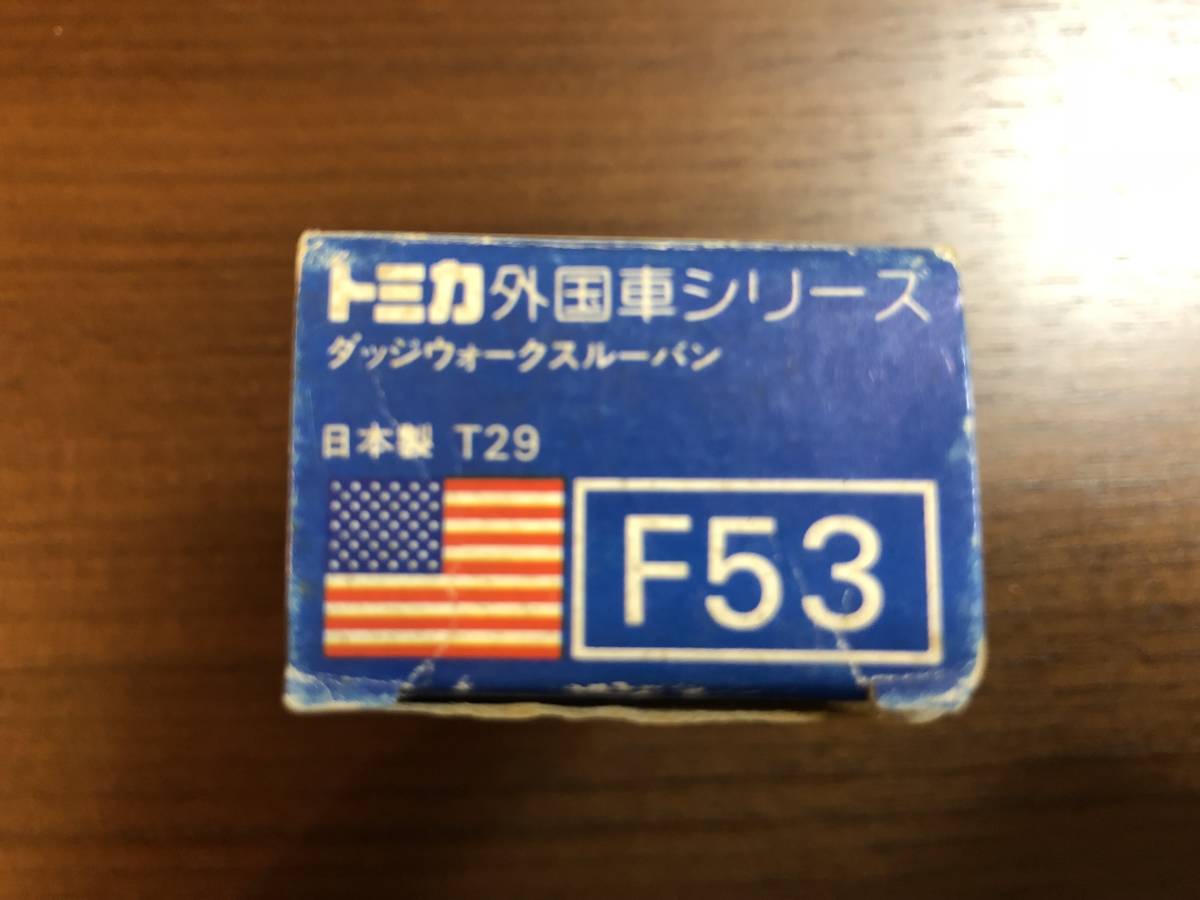 トミカ外国車シリーズ
ダッジウォークスルーバン
日本製 T29
F53